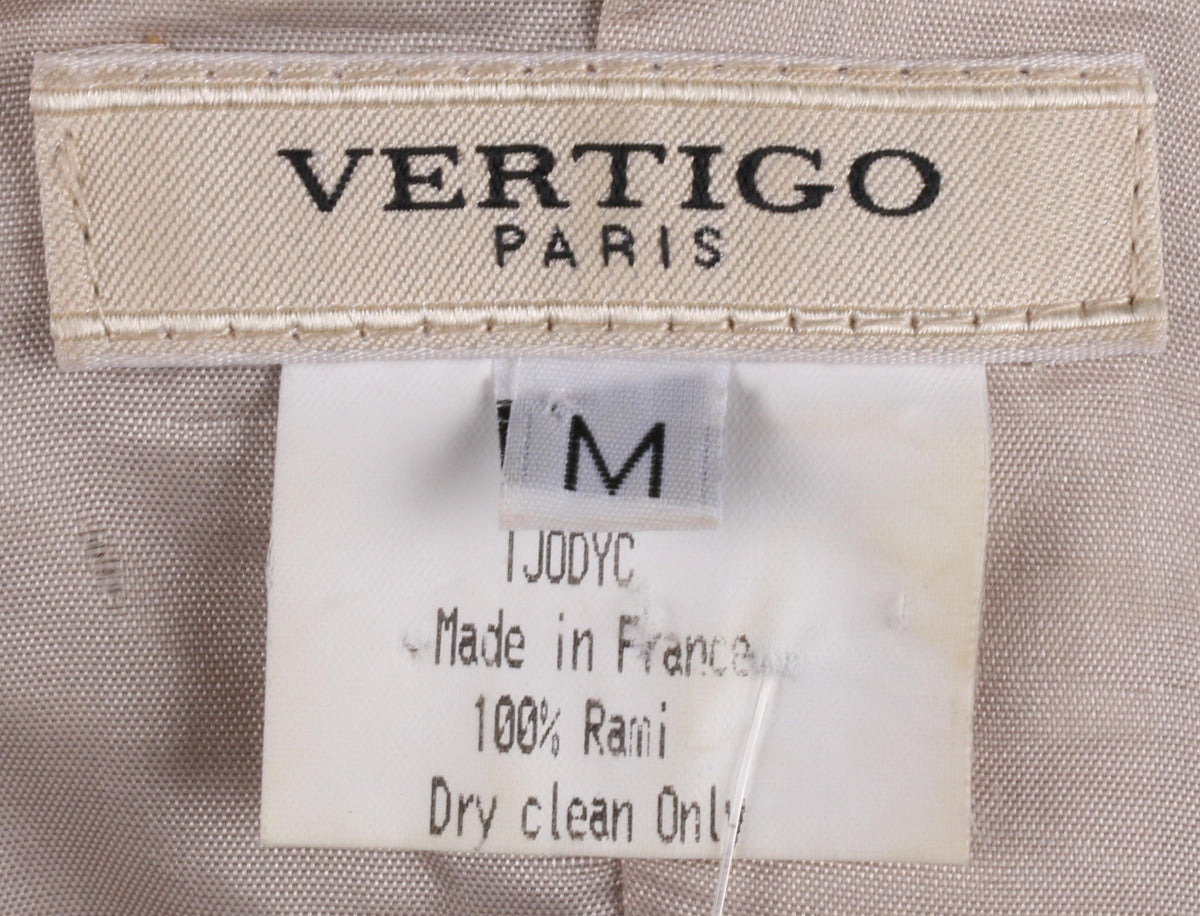 VERTIGO
PARIS
M
TJODYC
Made in France
100% Rami
Dry clean Only